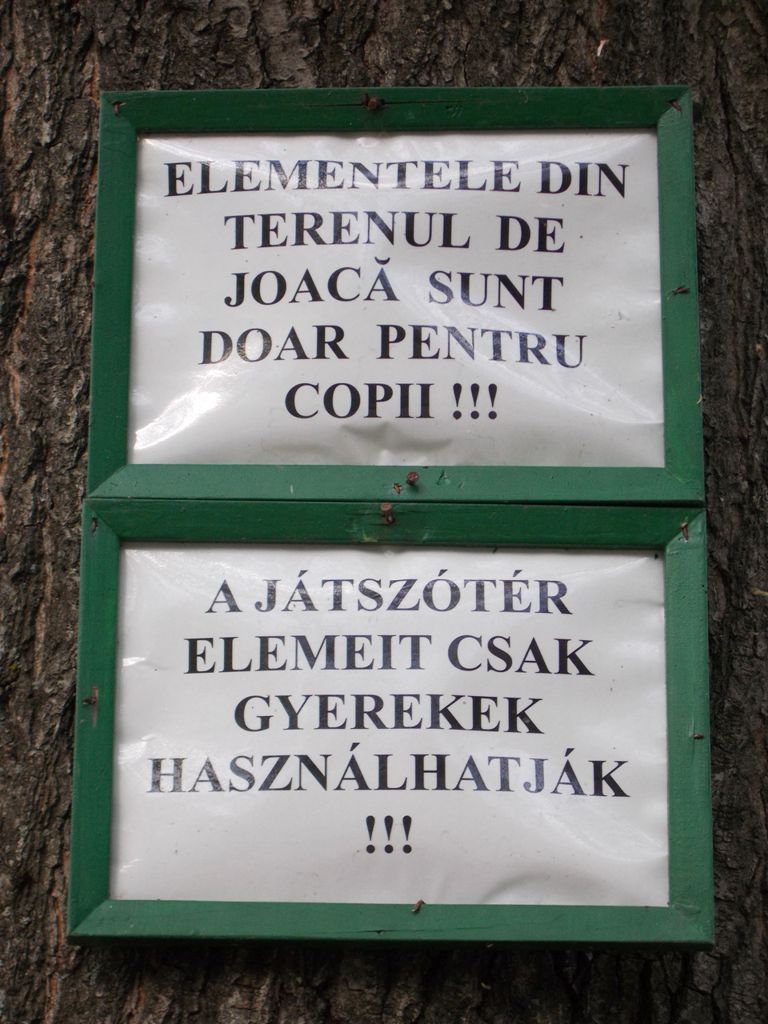 ELEMENTELE DIN
TERENUL DE
JOACĂ SUNT
DOAR PENTRU
COPII !!!
A JÁTSZÓTÉR
ELEMEIT CSAK
GYEREKEK
HASZNÁLHATJÁK
!!!